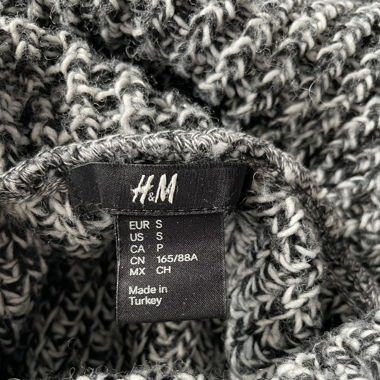 H&M
EUR S
US S
CA P
CN 165/88A
MX CH
Made in
Turkey